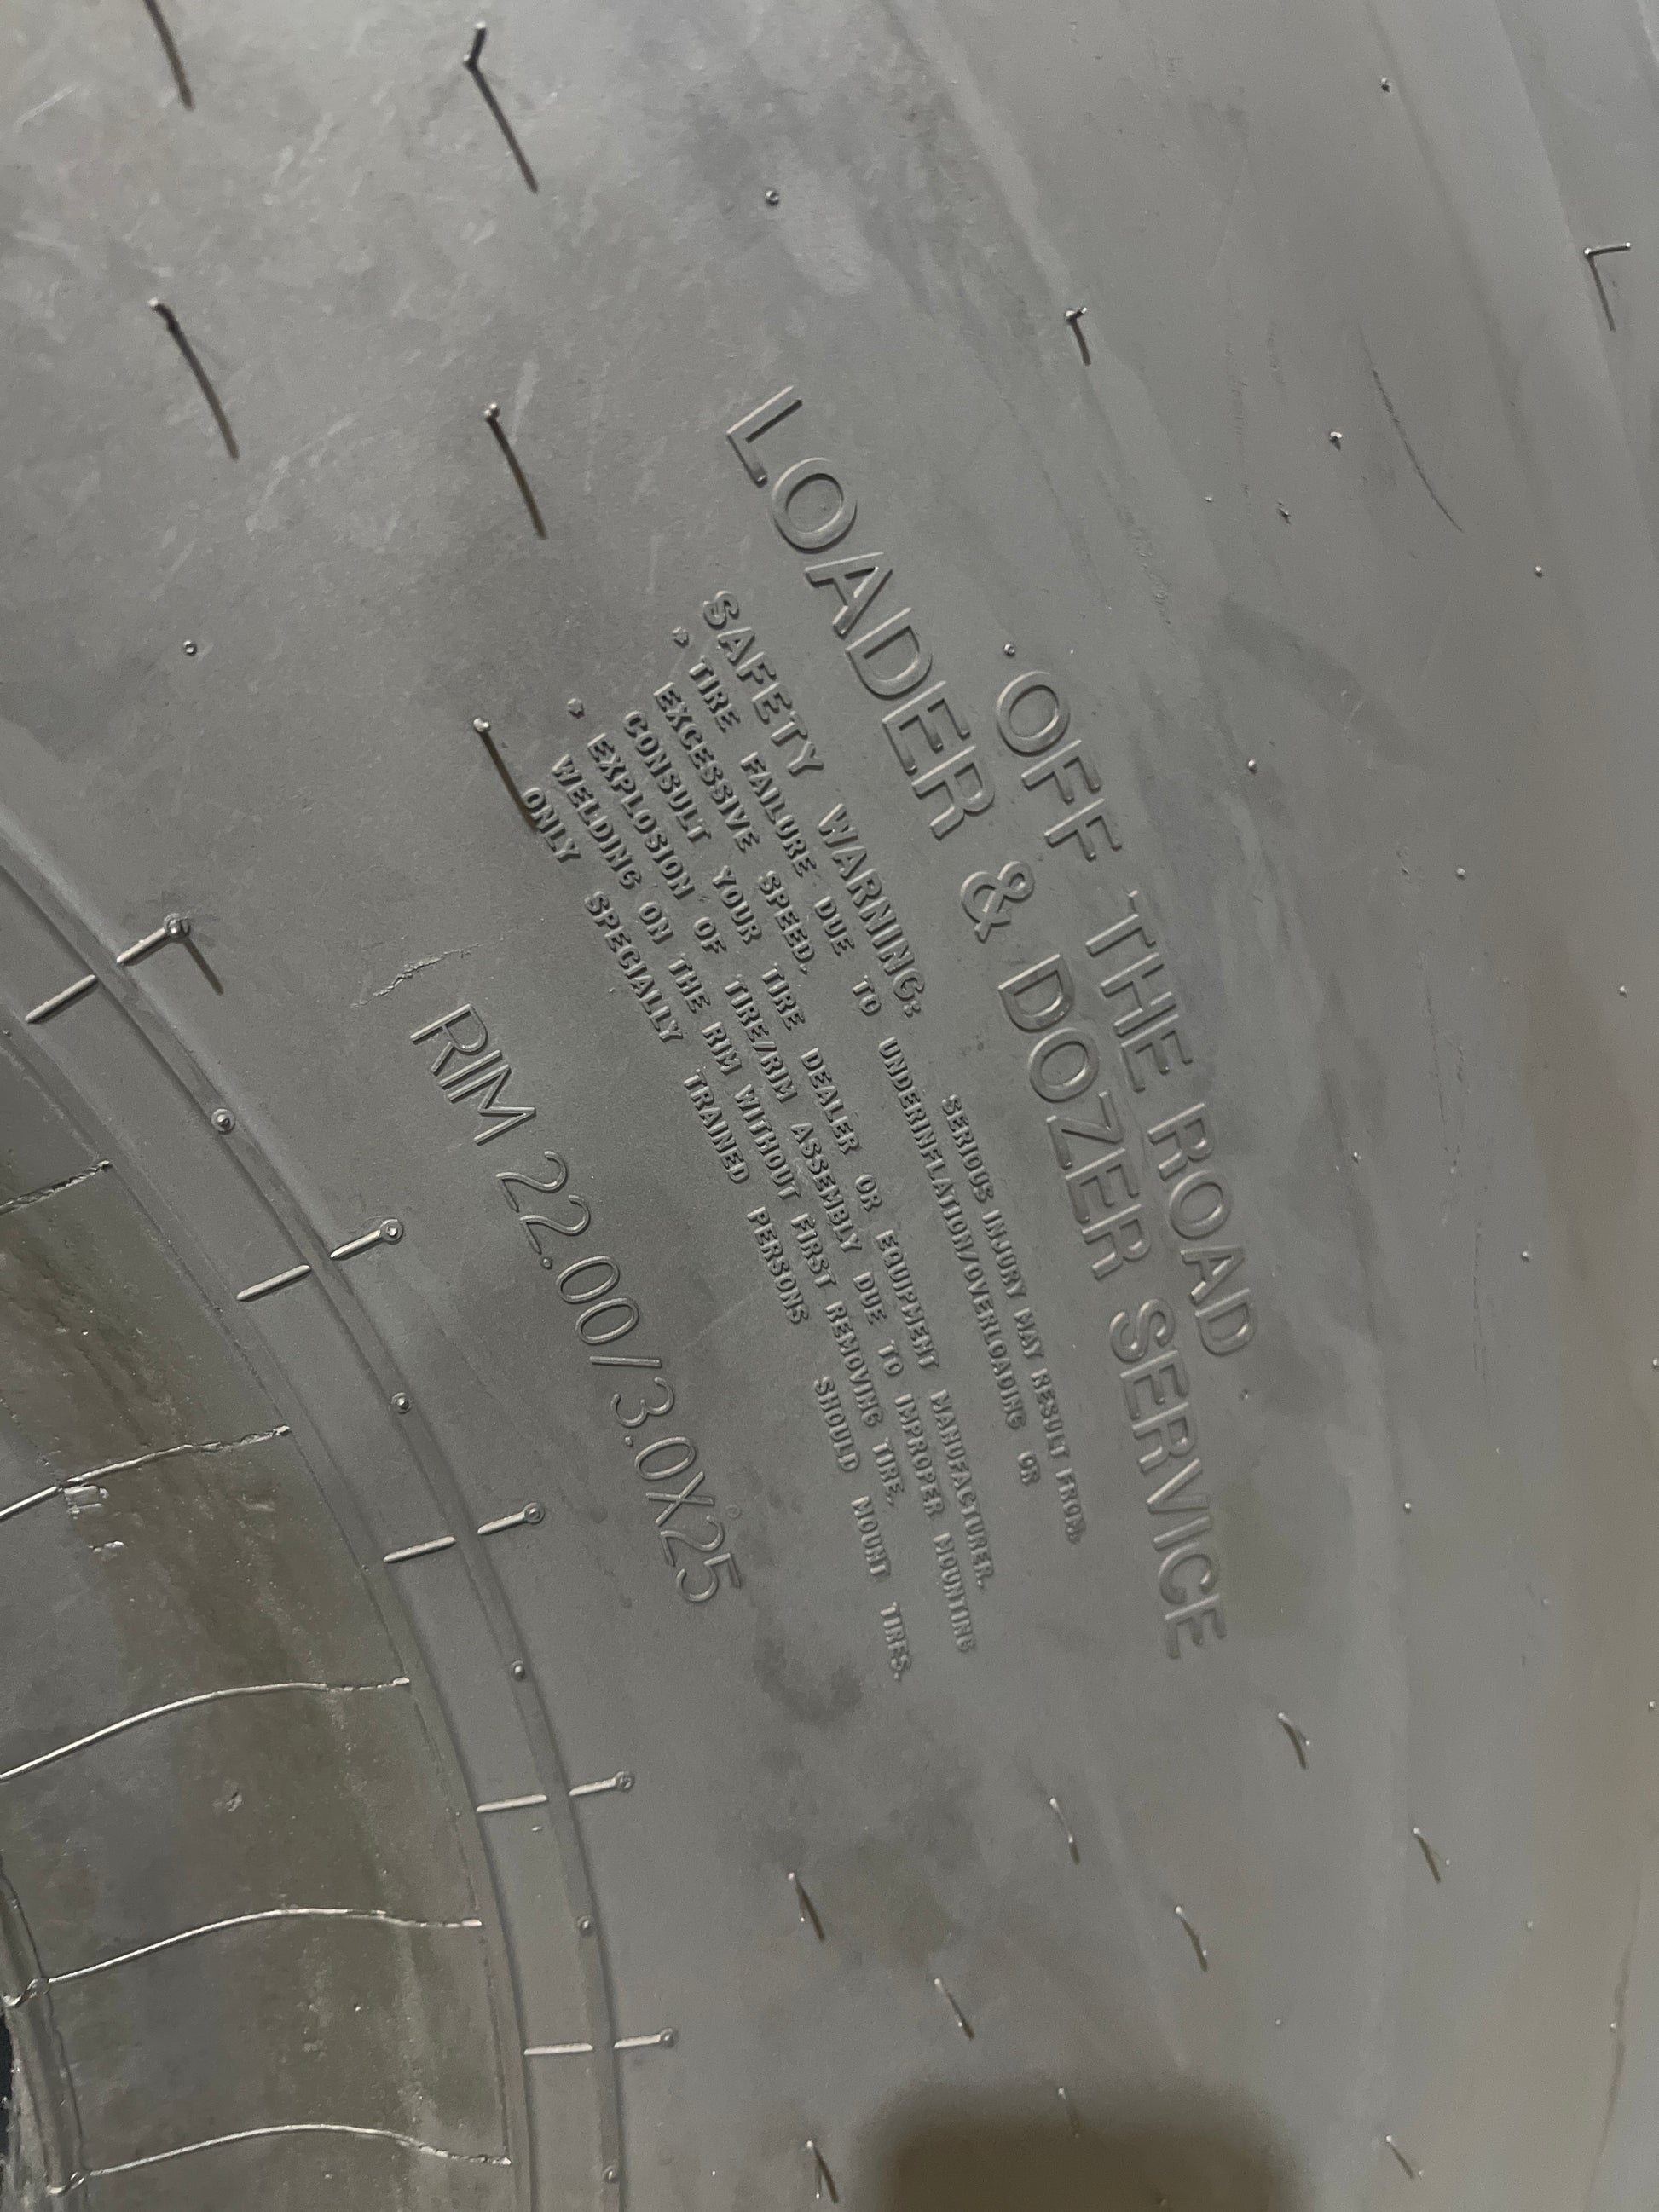 OFF THE ROAD
LOADER & DOZER SERVICE
SAFETY WARNING:
SERIOUS INJURY MAY RESULT FROM:
• TIRE FAILURE DUE TO UNDERINFLATION/OVERLOADING OR
EXCESSIVE SPEED.
CONSULT YOUR TIRE DEALER OR EQUIPMENT MANUFACTURER.
• EXPLOSION OF TIRE/RIM ASSEMBLY DUE TO IMPROPER MOUNTING
WELDING ON THE RIM WITHOUT FIRST REMOVING TIRE.
ONLY SPECIALLY TRAINED PERSONS SHOULD MOUNT TIRES.
RIM 22.00/3.0X25